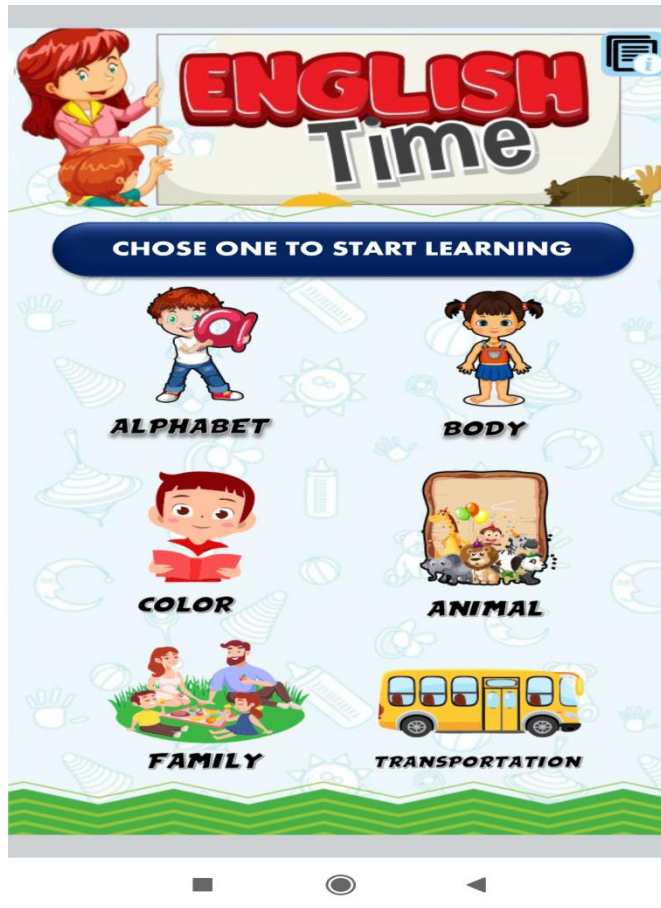 ENGLISH
Time
CHOSE ONE TO START LEARNING
ALPHABET
BODY
COLOR
ANIMAL
FAMILY
TRANSPORTATION